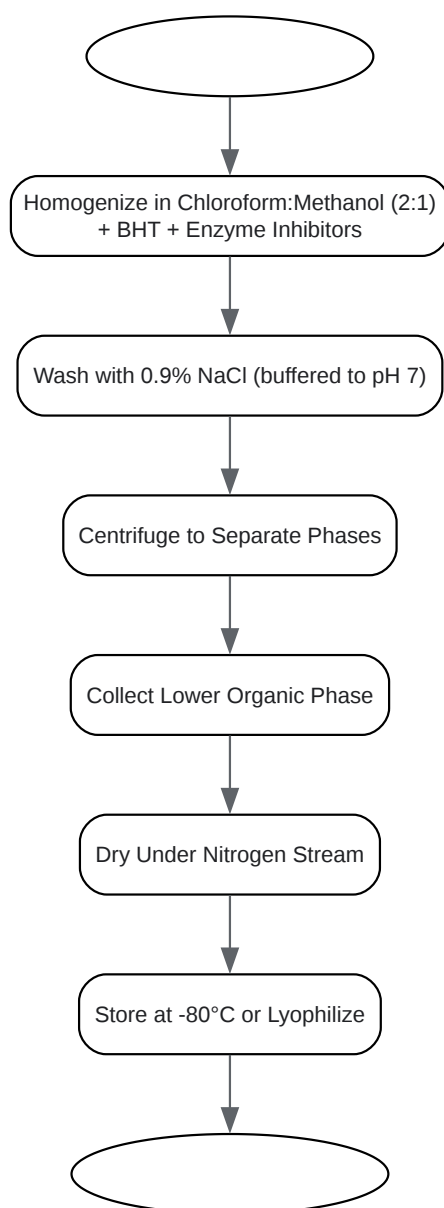 Homogenize in Chloroform:Methanol (2:1)
+ BHT + Enzyme Inhibitors
Wash with 0.9% NaCl (buffered to pH 7)
Centrifuge to Separate Phases
Collect Lower Organic Phase
Dry Under Nitrogen Stream
Store at -80°C or Lyophilize